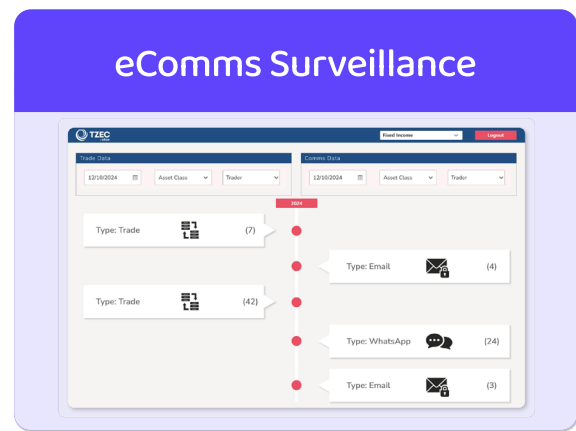 eComms Surveillance
TZEC
Fixed Income
Logout
Trade Data
Comms Data
12/10/2024 Asset Class Trader
12/10/2024 Asset Class Trader
2024
Type: Trade (7)
Type: Email (4)
Type: Trade (42)
Type: WhatsApp (24)
Type: Email (3)